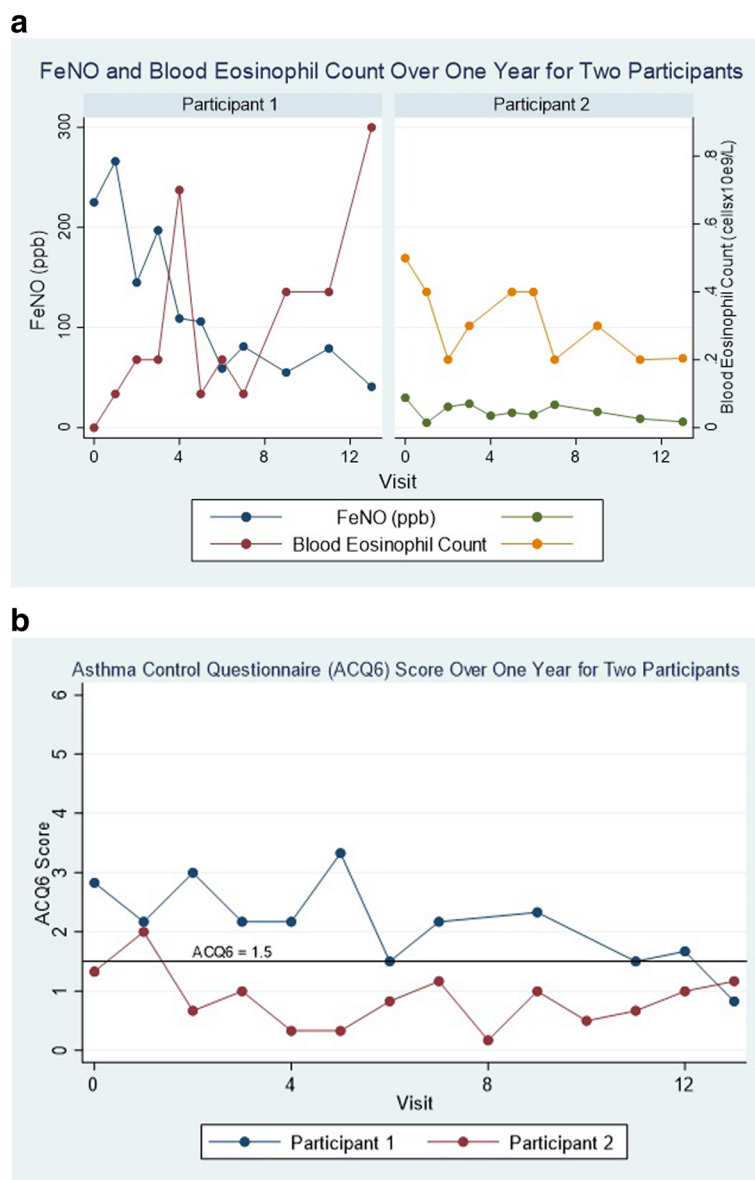 a
FeNO and Blood Eosinophil Count Over One Year for Two Participants
Participant 1
Participant 2
FeNO (ppb)
300
200
100
0
.8
.6
.4
.2
0
Blood Eosinophil Count (cellsx10e9/L)
0 4 8 12
0 4 8 12
Visit
FeNO (ppb)
Blood Eosinophil Count
b
Asthma Control Questionnaire (ACQ6) Score Over One Year for Two Participants
ACQ6 Score
6
5
4
3
2
1
0
ACQ6 = 1.5
0 4 8 12
Visit
Participant 1
Participant 2